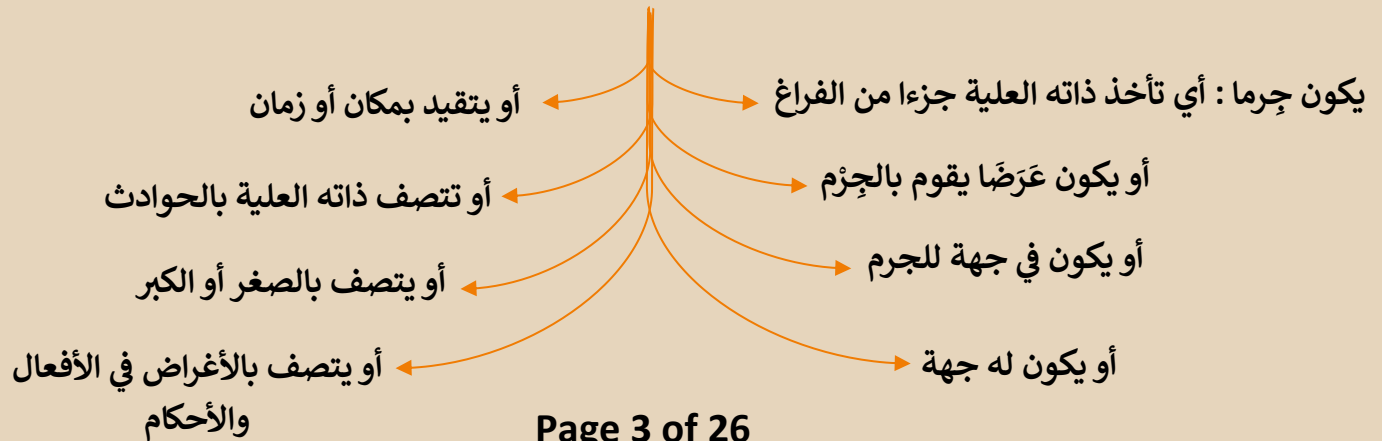 يكون جِرما : أي تأخذ ذاته العلية جزءا من الفراغ
أو يكون عَرَضَا يقوم بالجِرْم
أو يكون في جهة للجرم
أو يكون له جهة
أو يتقيد بمكان أو زمان
أو تتصف ذاته العلية بالحوادث
أو يتصف بالصغر أو الكبر
أو يتصف بالأغراض في الأفعال
والأحكام
Page 3 of 26